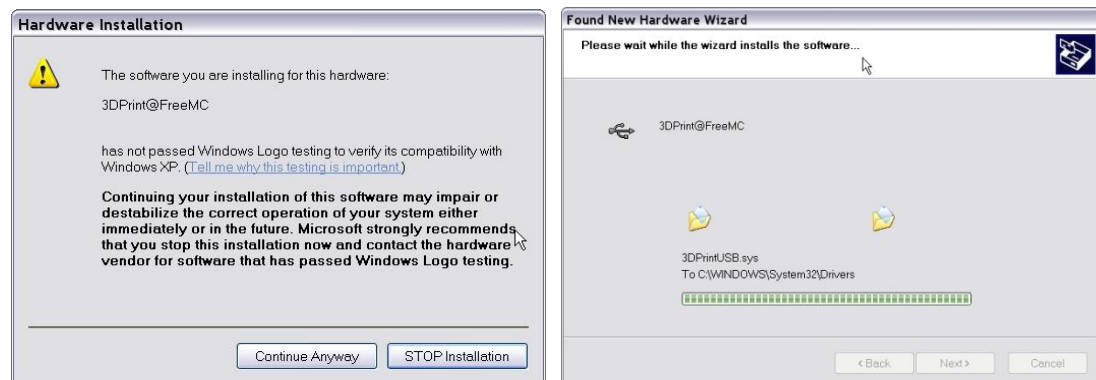 Hardware Installation
The software you are installing for this hardware:
3DPrint@FreeMC
has not passed Windows Logo testing to verify its compatibility with
Windows XP. (Tell me why this testing is important.)
Continuing your installation of this software may impair or
destabilize the correct operation of your system either
immediately or in the future. Microsoft strongly recommends
that you stop this installation now and contact the hardware
vendor for software that has passed Windows Logo testing.
Continue Anyway
STOP Installation
Found New Hardware Wizard
Please wait while the wizard installs the software...
3DPrint@FreeMC
3DPrintUSB.sys
To C:\WINDOWS\System32\Drivers
< Back
Next >
Cancel